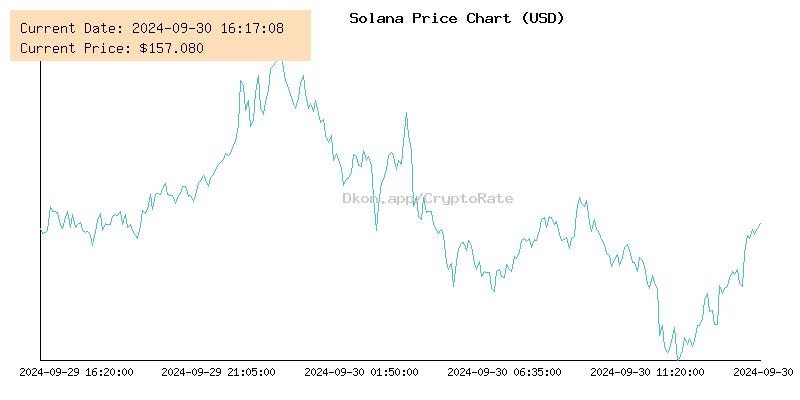 Solana Price Chart (USD)
Current Date: 2024-09-30 16:17:08
Current Price: $157.080
Dkon.app/CryptoRate
2024-09-29 16:20:00 2024-09-29 21:05:00 2024-09-30 01:50:00 2024-09-30 06:35:00 2024-09-30 11:20:00 2024-09-30